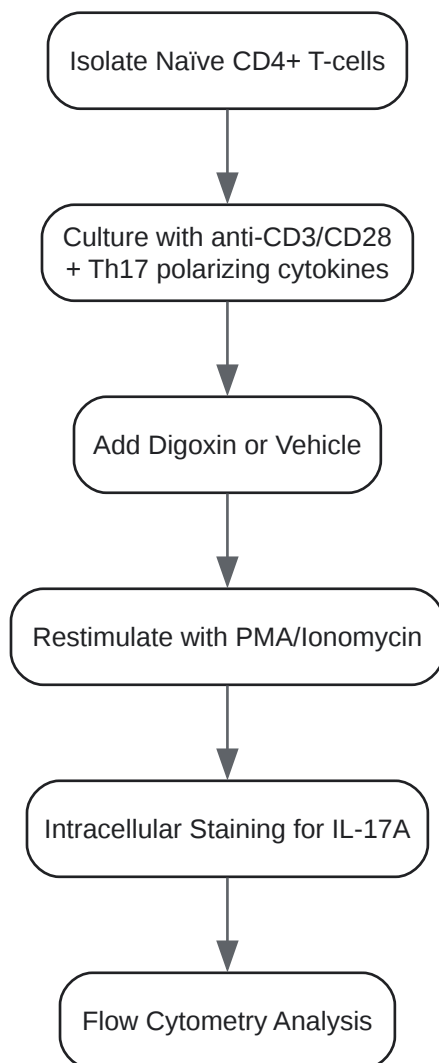 Isolate Naïve CD4+ T-cells
Culture with anti-CD3/CD28
+ Th17 polarizing cytokines
Add Digoxin or Vehicle
Restimulate with PMA/Ionomycin
Intracellular Staining for IL-17A
Flow Cytometry Analysis